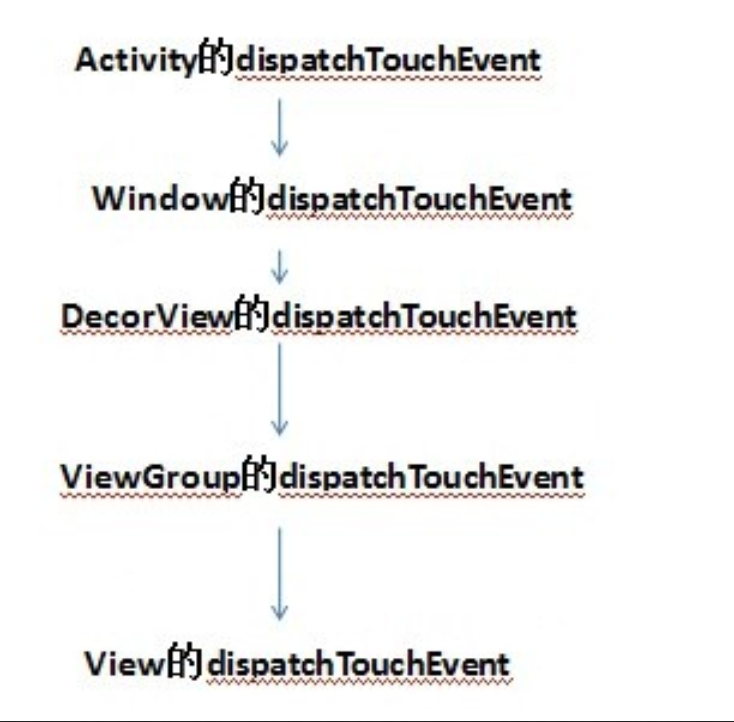 Activity的dispatchTouchEvent
Window的dispatchTouchEvent
DecorView的dispatchTouchEvent
ViewGroup的dispatchTouchEvent
View的dispatchTouchEvent